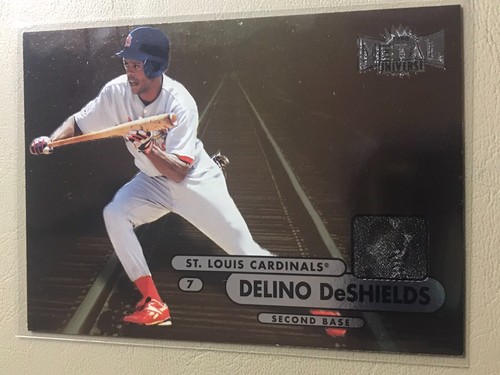 METAL
UNIVERSE
ST. LOUIS CARDINALS®
7
DELINO DeSHIELDS
SECOND BASE